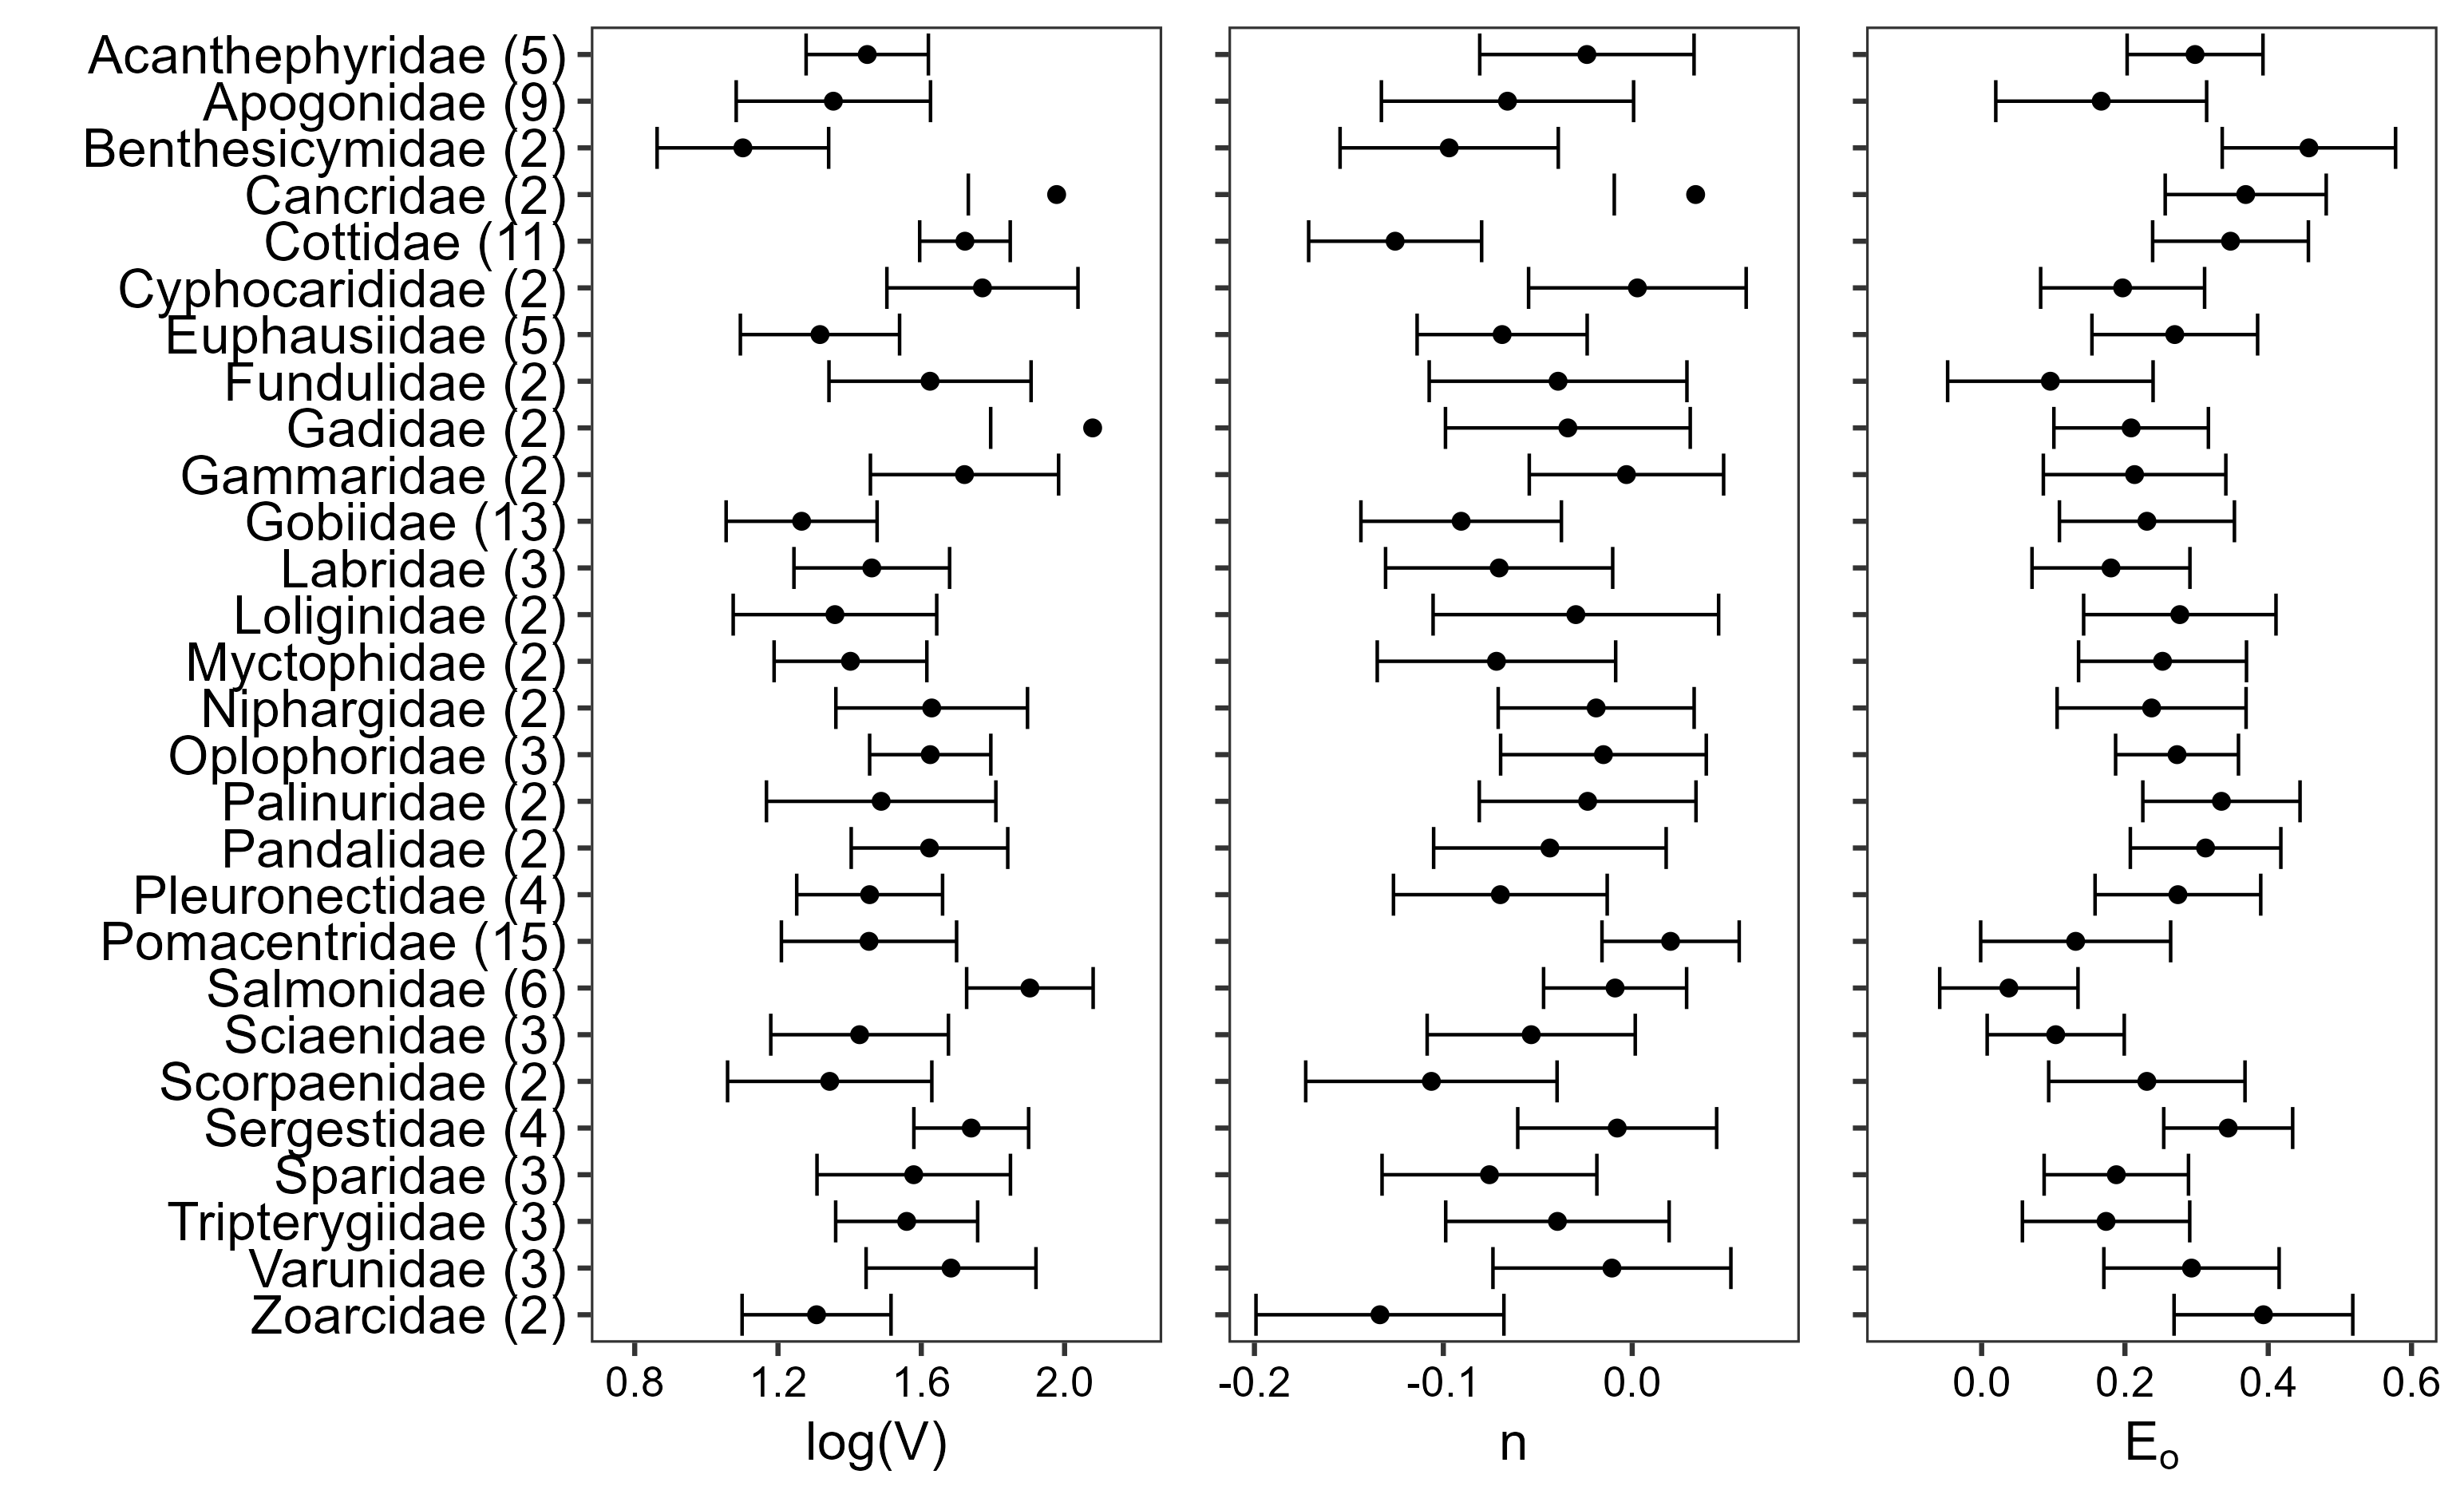 Acanthephyridae (5)
Apogonidae (9)
Benthesicymidae (2)
Cancridae (2)
Cottidae (11)
Cyphocarididae (2)
Euphausiidae (5)
Fundulidae (2)
Gadidae (2)
Gammaridae (2)
Gobiidae (13)
Labridae (3)
Loliginidae (2)
Myctophidae (2)
Niphargidae (2)
Oplophoridae (3)
Palinuridae (2)
Pandalidae (2)
Pleuronectidae (4)
Pomacentridae (15)
Salmonidae (6)
Sciaenidae (3)
Scorpaenidae (2)
Sergestidae (4)
Sparidae (3)
Tripterygiidae (3)
Varunidae (3)
Zoarcidae (2)
0.8 1.2 1.6 2.0 -0.2 -0.1 0.0 0.0 0.2 0.4 0.6
log(V) n Eₒ